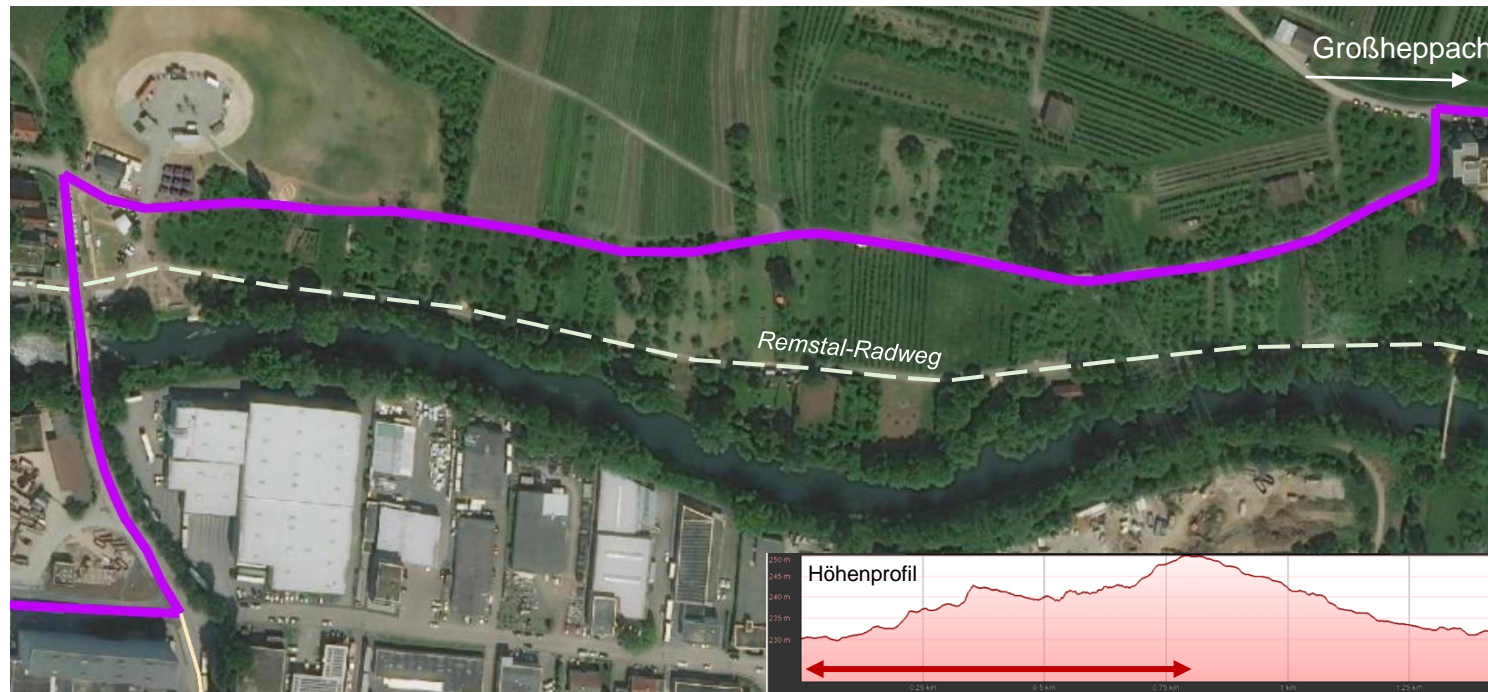 Großheppach
Remstal-Radweg
Höhenprofil
250 m
245 m
240 m
235 m
230 m
0.25 km
0.5 km
0.75 km
1 km
1.25 km